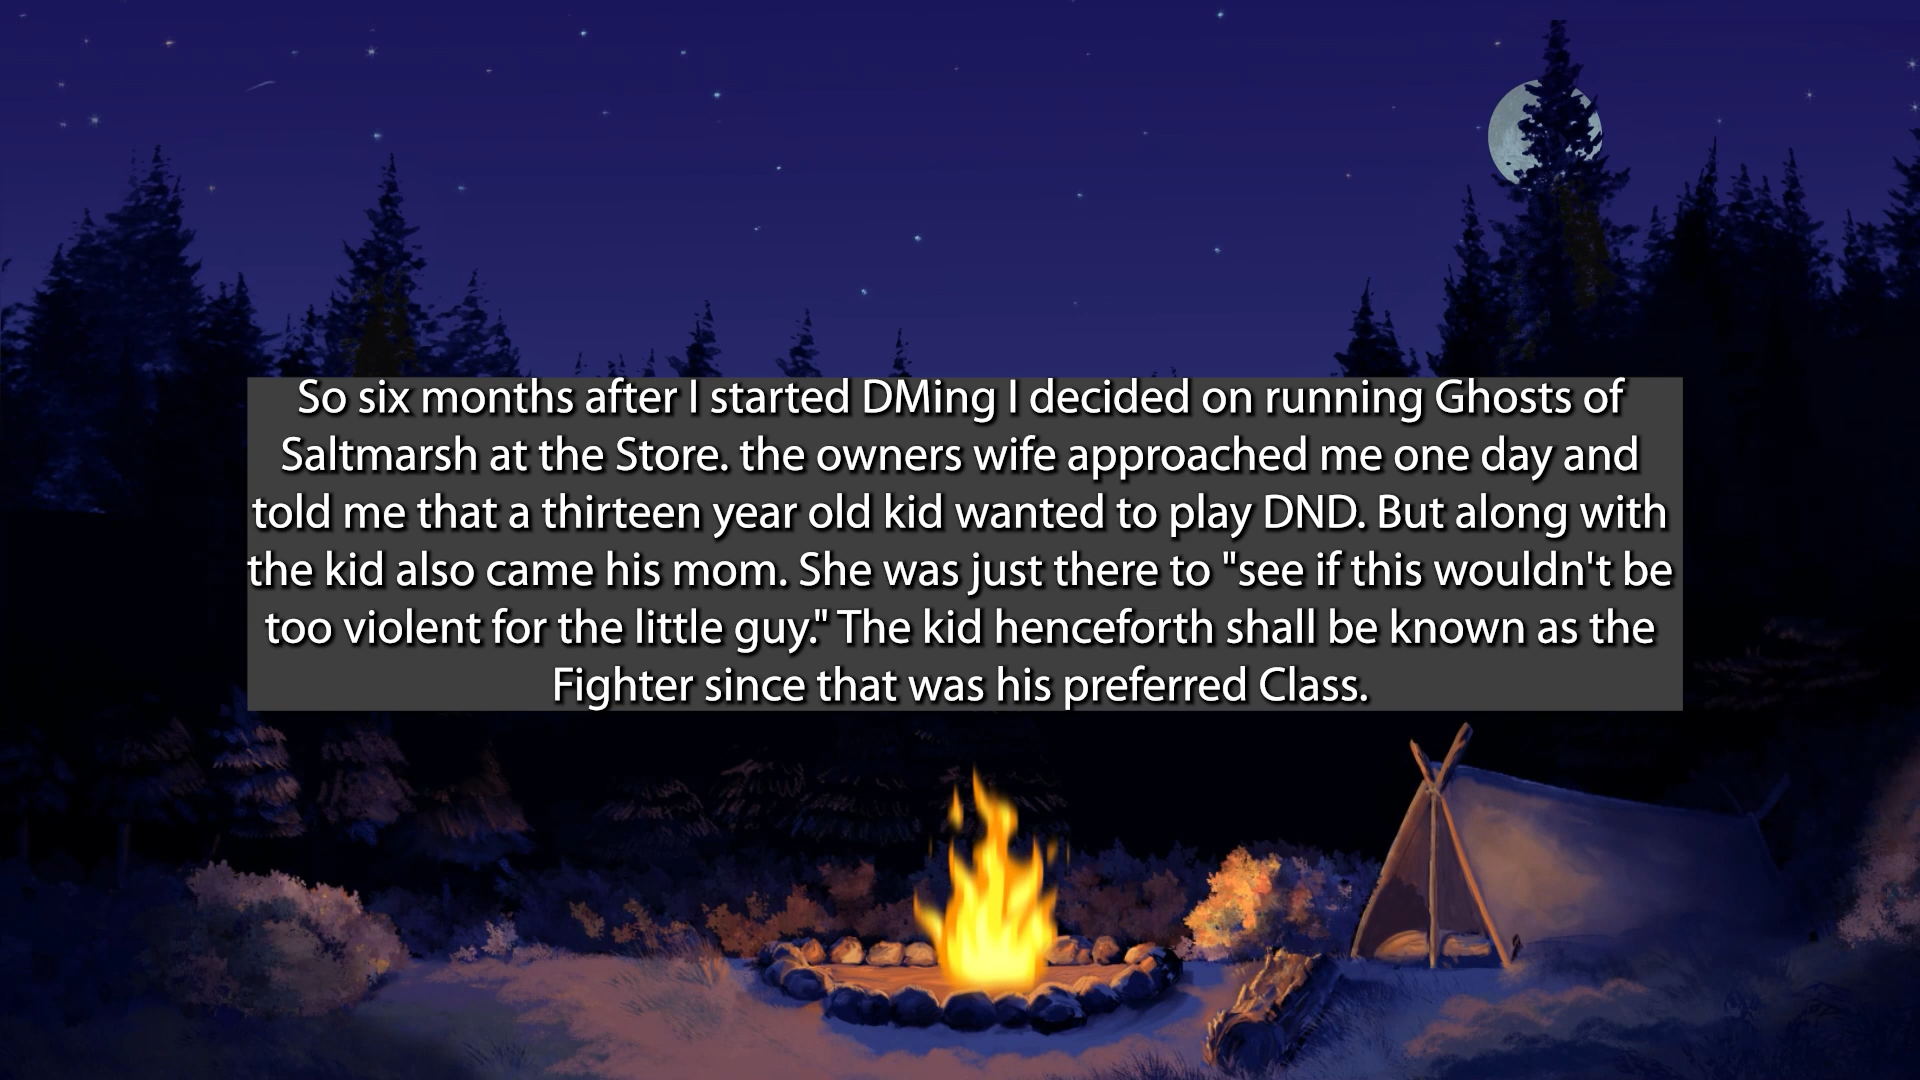 So six months after I started DMing I decided on running Ghosts of
Saltmarsh at the Store. the owners wife approached me one day and
told me that a thirteen year old kid wanted to play DND. But along with
the kid also came his mom. She was just there to "see if this wouldn't be
too violent for the little guy." The kid henceforth shall be known as the
Fighter since that was his preferred Class.